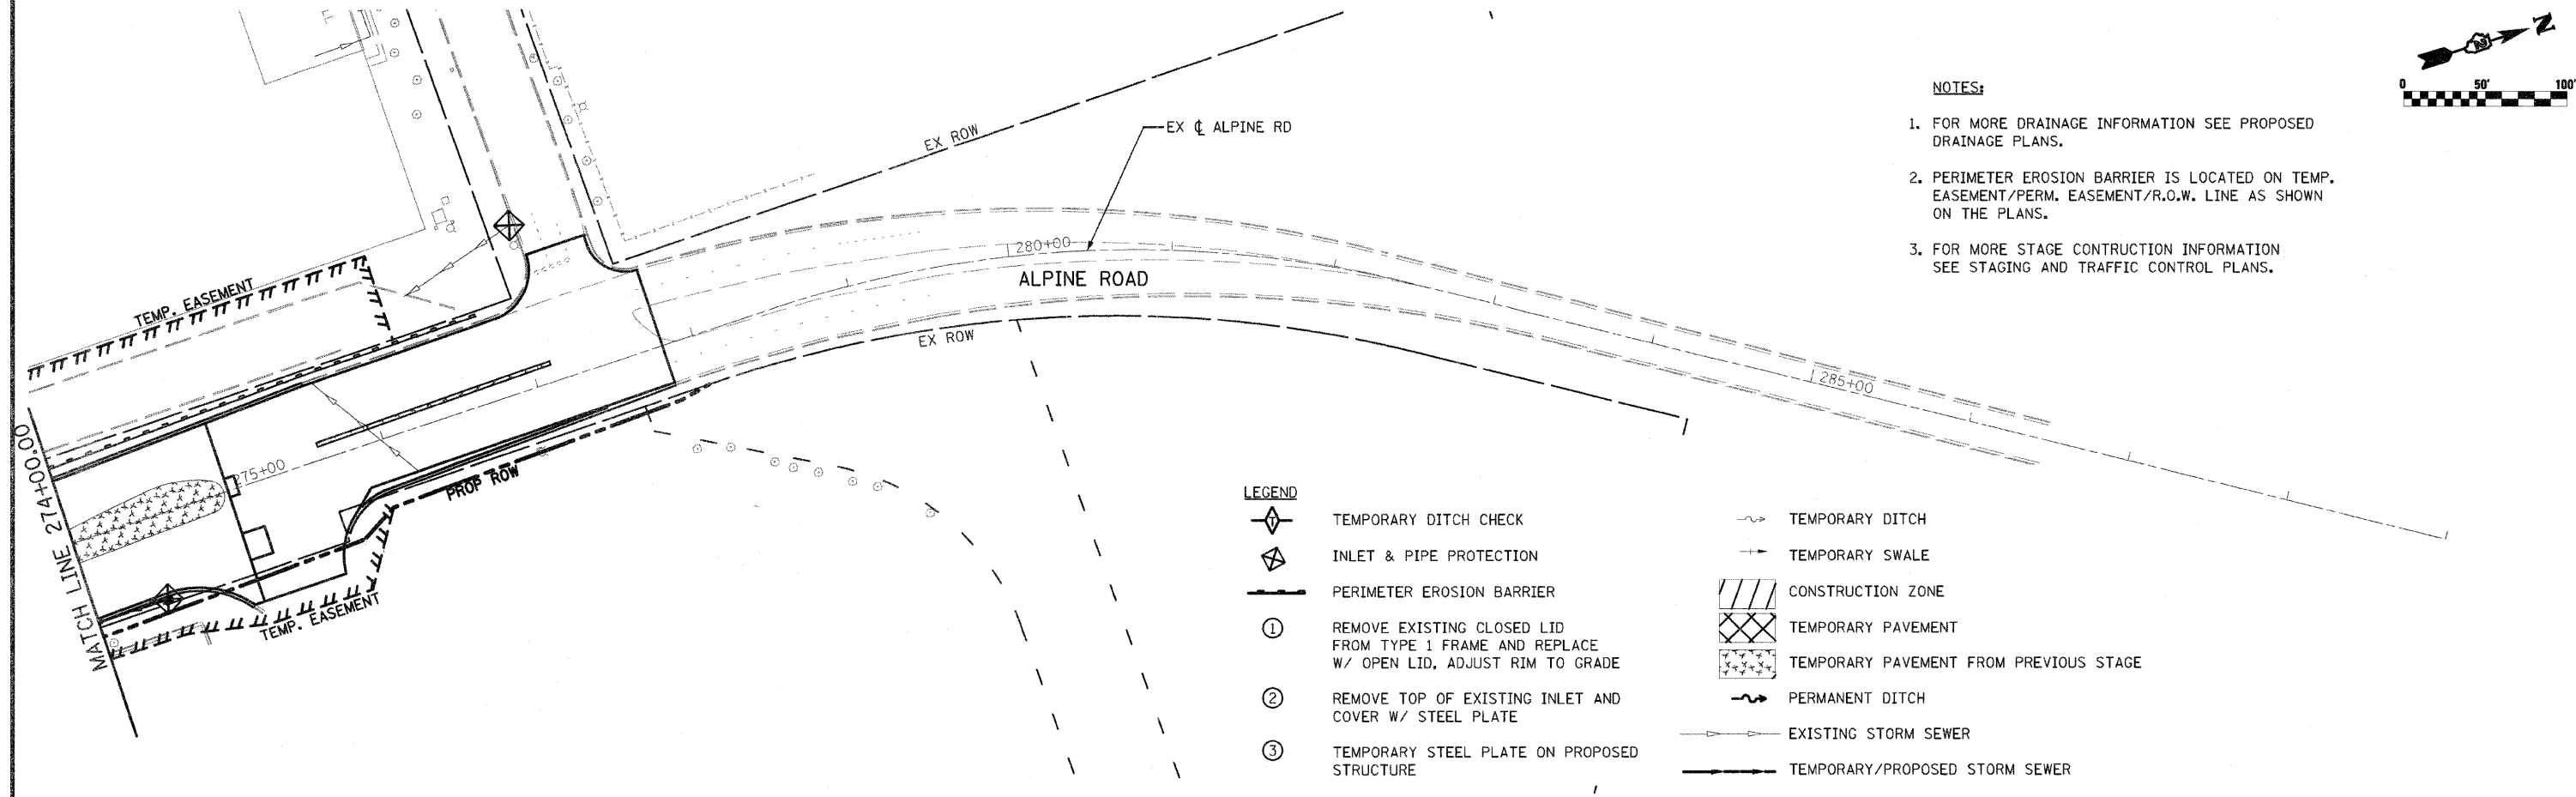 N
0 50' 100'
NOTES:
1. FOR MORE DRAINAGE INFORMATION SEE PROPOSED
DRAINAGE PLANS.
2. PERIMETER EROSION BARRIER IS LOCATED ON TEMP.
EASEMENT/PERM. EASEMENT/R.O.W. LINE AS SHOWN
ON THE PLANS.
3. FOR MORE STAGE CONTRUCTION INFORMATION
SEE STAGING AND TRAFFIC CONTROL PLANS.
EX ROW
EX ℄ ALPINE RD
280+00
ALPINE ROAD
EX ROW
285+00
TEMP. EASEMENT
275+00
PROP ROW
MATCH LINE 274+00.00
TEMP. EASEMENT
LEGEND
T TEMPORARY DITCH CHECK
INLET & PIPE PROTECTION
PERIMETER EROSION BARRIER
1 REMOVE EXISTING CLOSED LID
FROM TYPE 1 FRAME AND REPLACE
W/ OPEN LID, ADJUST RIM TO GRADE
2 REMOVE TOP OF EXISTING INLET AND
COVER W/ STEEL PLATE
3 TEMPORARY STEEL PLATE ON PROPOSED
STRUCTURE
TEMPORARY DITCH
TEMPORARY SWALE
CONSTRUCTION ZONE
TEMPORARY PAVEMENT
TEMPORARY PAVEMENT FROM PREVIOUS STAGE
PERMANENT DITCH
EXISTING STORM SEWER
TEMPORARY/PROPOSED STORM SEWER